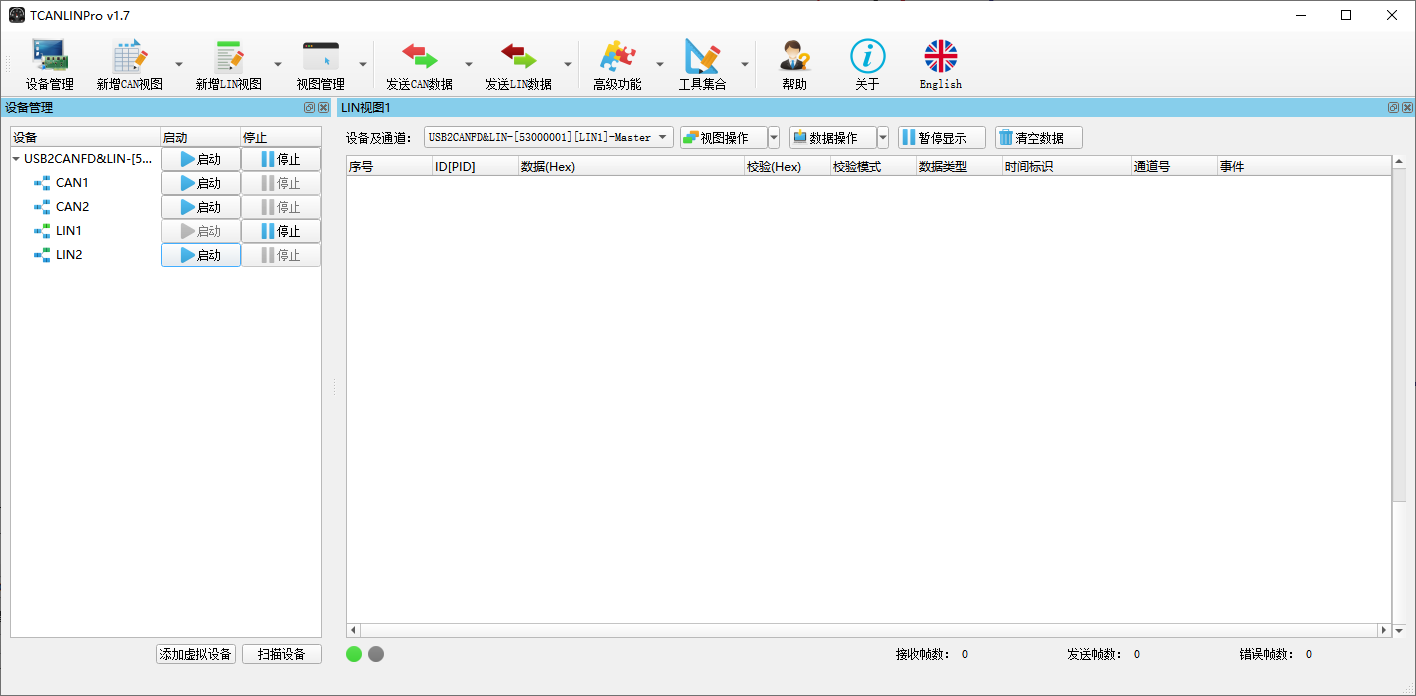 TCANLINPro v1.7
设备管理 新增CAN视图 新增LIN视图 视图管理 发送CAN数据 发送LIN数据 高级功能 工具集合 帮助 关于 English
设备管理
LIN视图1
设备 启动 停止
USB2CANFD&LIN-[5... 启动 停止
CAN1 启动 停止
CAN2 启动 停止
LIN1 启动 停止
LIN2 启动 停止
添加虚拟设备 扫描设备
设备及通道: USB2CANFD&LIN-[53000001][LIN1]-Master 视图操作 数据操作 暂停显示 清空数据
序号 ID[PID] 数据(Hex) 校验(Hex) 校验模式 数据类型 时间标识 通道号 事件
接收帧数: 0 发送帧数: 0 错误帧数: 0